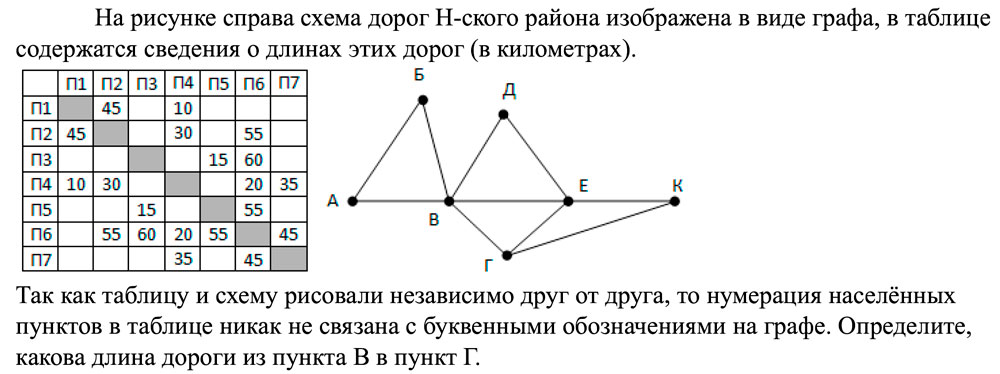 На рисунке справа схема дорог Н-ского района изображена в виде графа, в таблице
содержатся сведения о длинах этих дорог (в километрах).
П1 П2 П3 П4 П5 П6 П7
П1 45 10
П2 45 30 55
П3 15 60
П4 10 30 20 35
П5 15 55
П6 55 60 20 55 45
П7 35 45
Б
Д
А
В
Е
К
Г
Так как таблицу и схему рисовали независимо друг от друга, то нумерация населённых
пунктов в таблице никак не связана с буквенными обозначениями на графе. Определите,
какова длина дороги из пункта В в пункт Г.